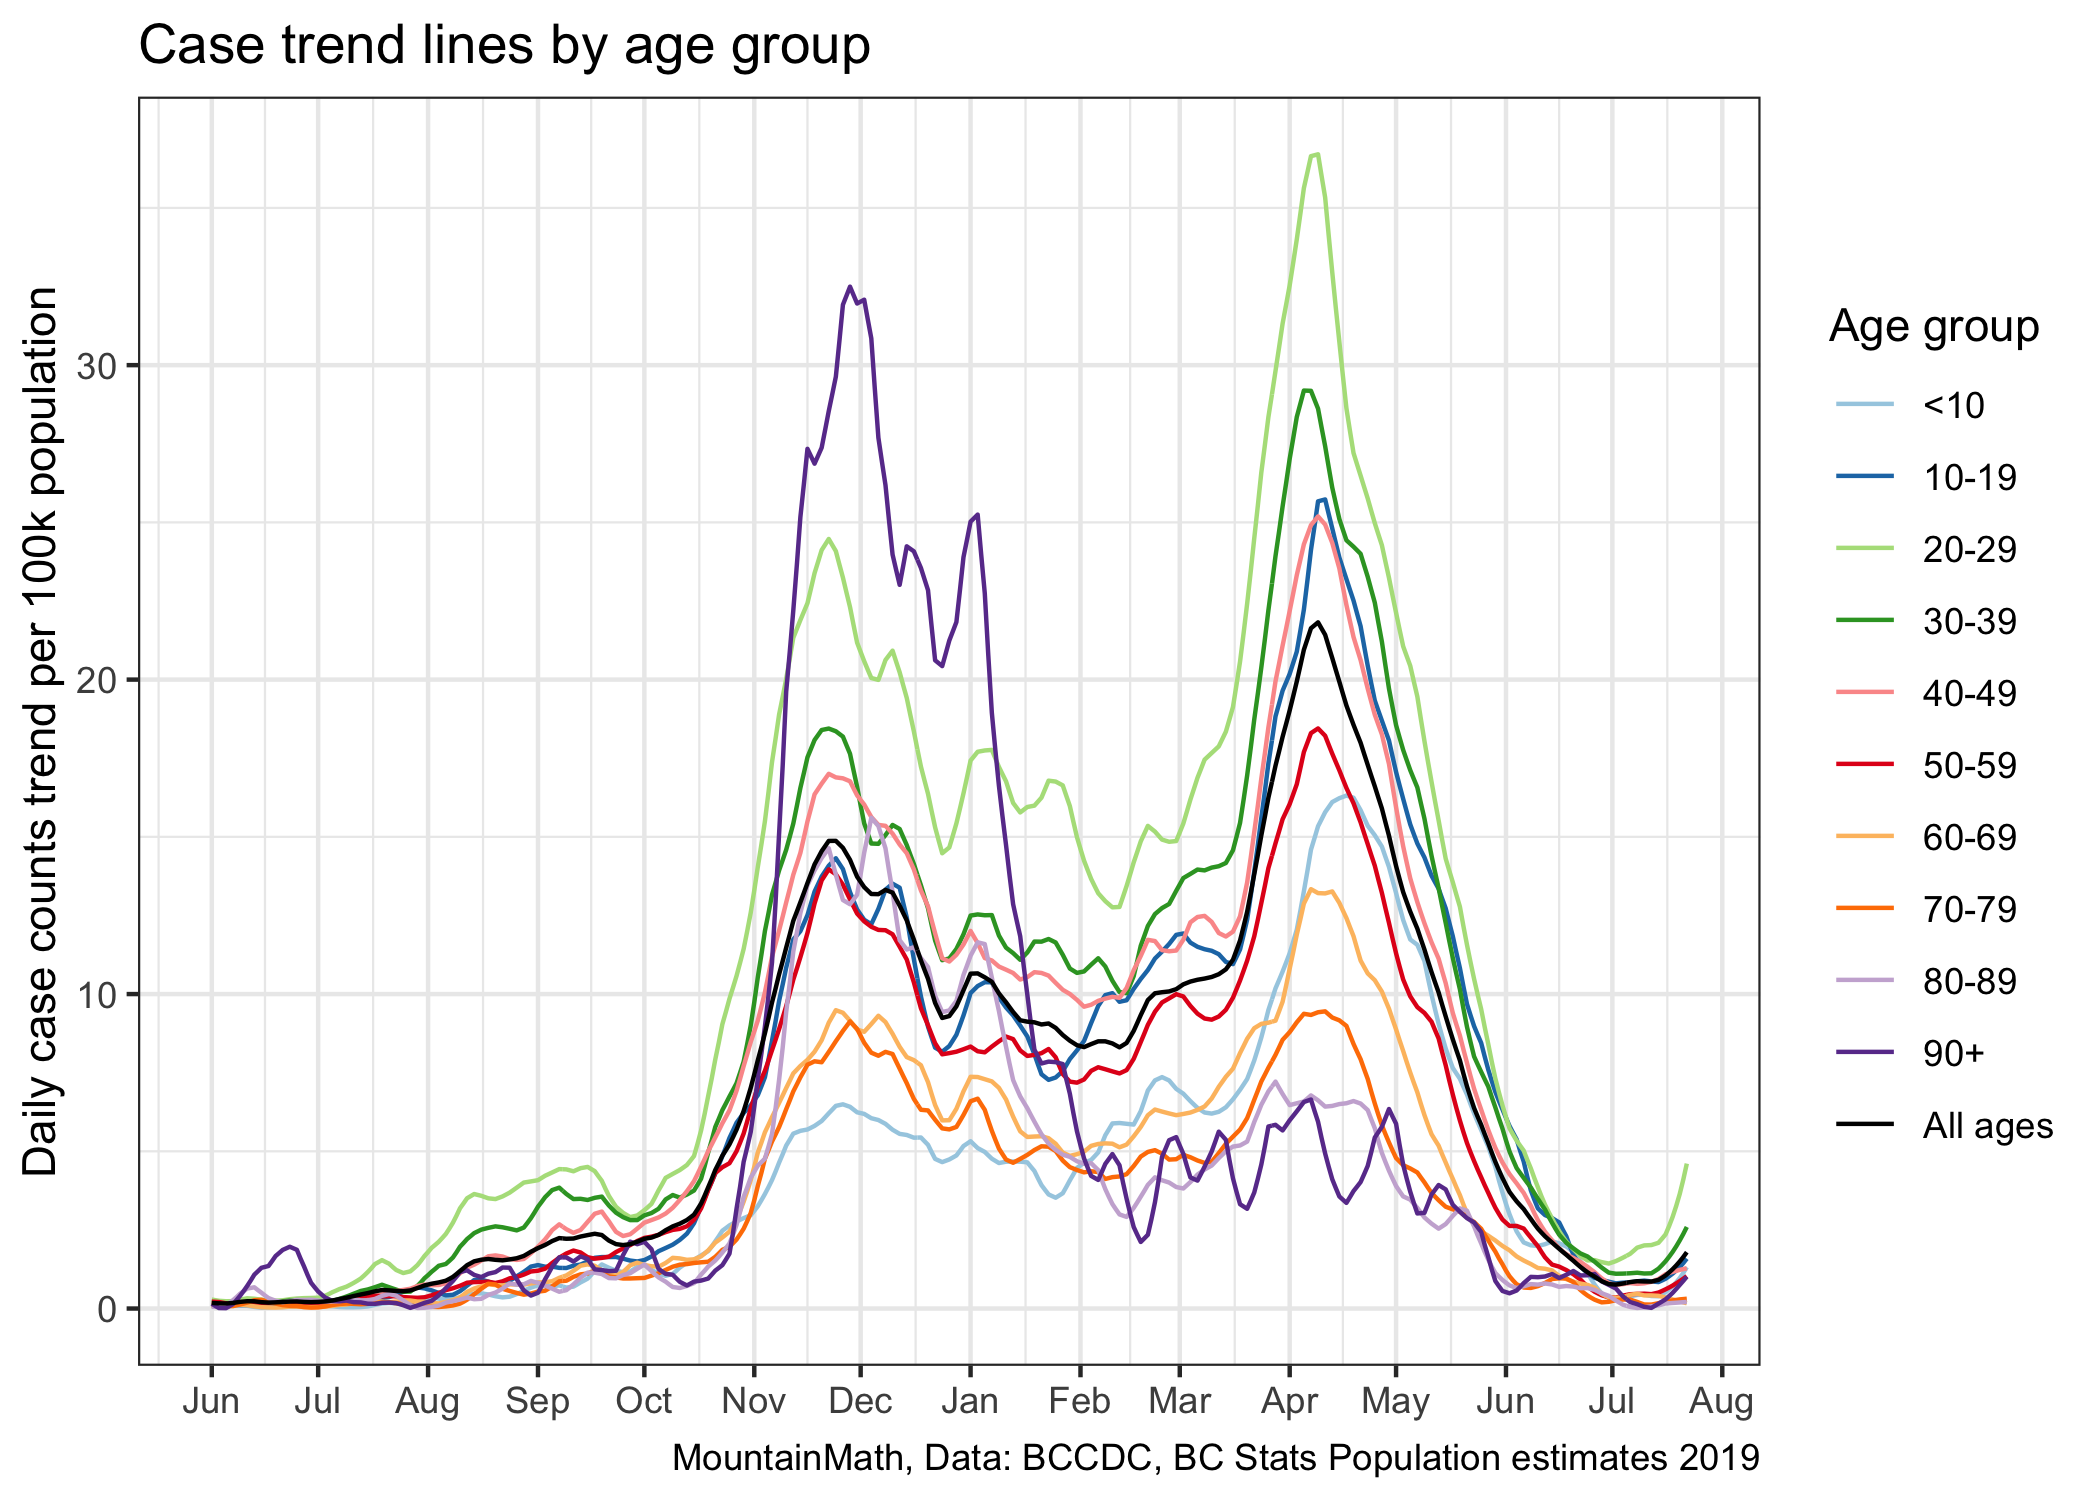 Case trend lines by age group
Daily case counts trend per 100k population
30
20
10
0
Jun Jul Aug Sep Oct Nov Dec Jan Feb Mar Apr May Jun Jul Aug
Age group
<10
10-19
20-29
30-39
40-49
50-59
60-69
70-79
80-89
90+
All ages
MountainMath, Data: BCCDC, BC Stats Population estimates 2019